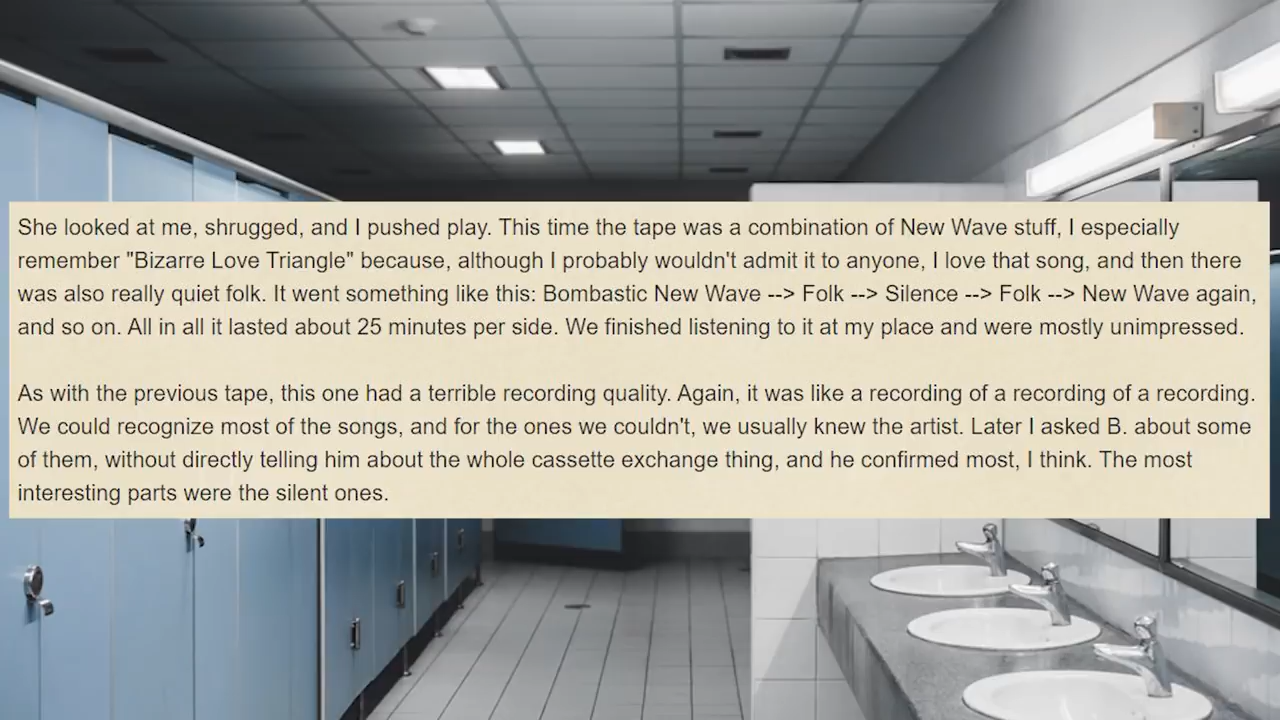 She looked at me, shrugged, and I pushed play. This time the tape was a combination of New Wave stuff, I especially
remember "Bizarre Love Triangle" because, although I probably wouldn't admit it to anyone, I love that song, and then there
was also really quiet folk. It went something like this: Bombastic New Wave --> Folk --> Silence --> Folk --> New Wave again,
and so on. All in all it lasted about 25 minutes per side. We finished listening to it at my place and were mostly unimpressed.
As with the previous tape, this one had a terrible recording quality. Again, it was like a recording of a recording of a recording.
We could recognize most of the songs, and for the ones we couldn't, we usually knew the artist. Later I asked B. about some
of them, without directly telling him about the whole cassette exchange thing, and he confirmed most, I think. The most
interesting parts were the silent ones.